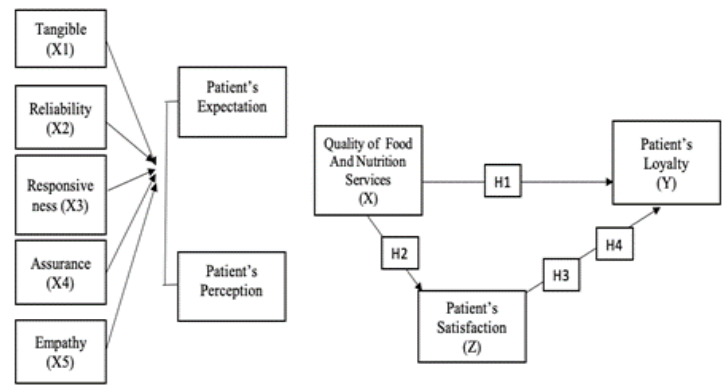 Tangible
(X1)
Reliability
(X2)
Responsive
ness (X3)
Assurance
(X4)
Empathy
(X5)
Patient's
Expectation
Patient's
Perception
Quality of Food
And Nutrition
Services
(X)
H1
H2
H3
H4
Patient's
Loyalty
(Y)
Patient's
Satisfaction
(Z)